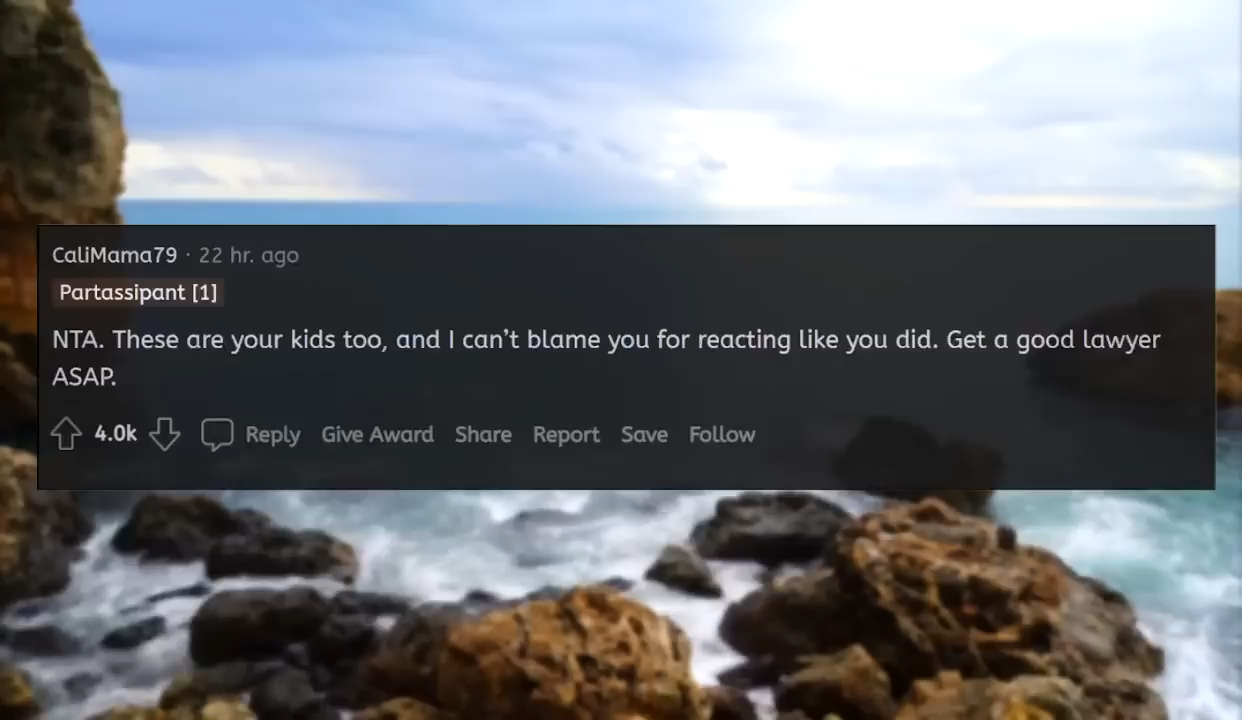 CaliMama79 · 22 hr. ago
Partassipant [1]
NTA. These are your kids too, and I can’t blame you for reacting like you did. Get a good lawyer
ASAP.
4.0k Reply Give Award Share Report Save Follow